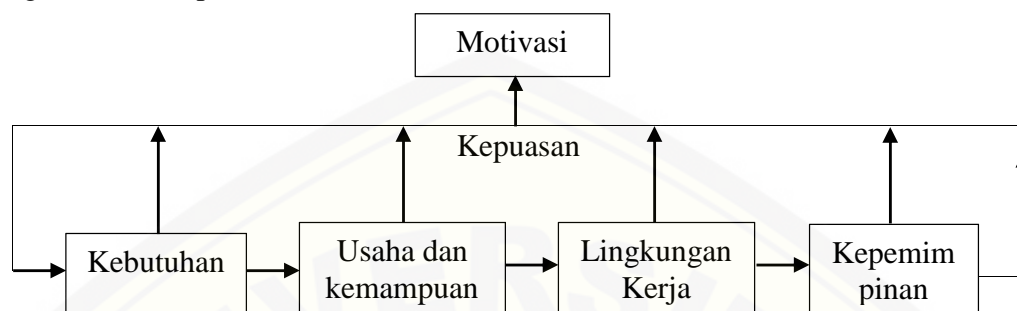 Motivasi
Kepuasan
Kebutuhan
Usaha dan
kemampuan
Lingkungan
Kerja
Kepemim
pinan